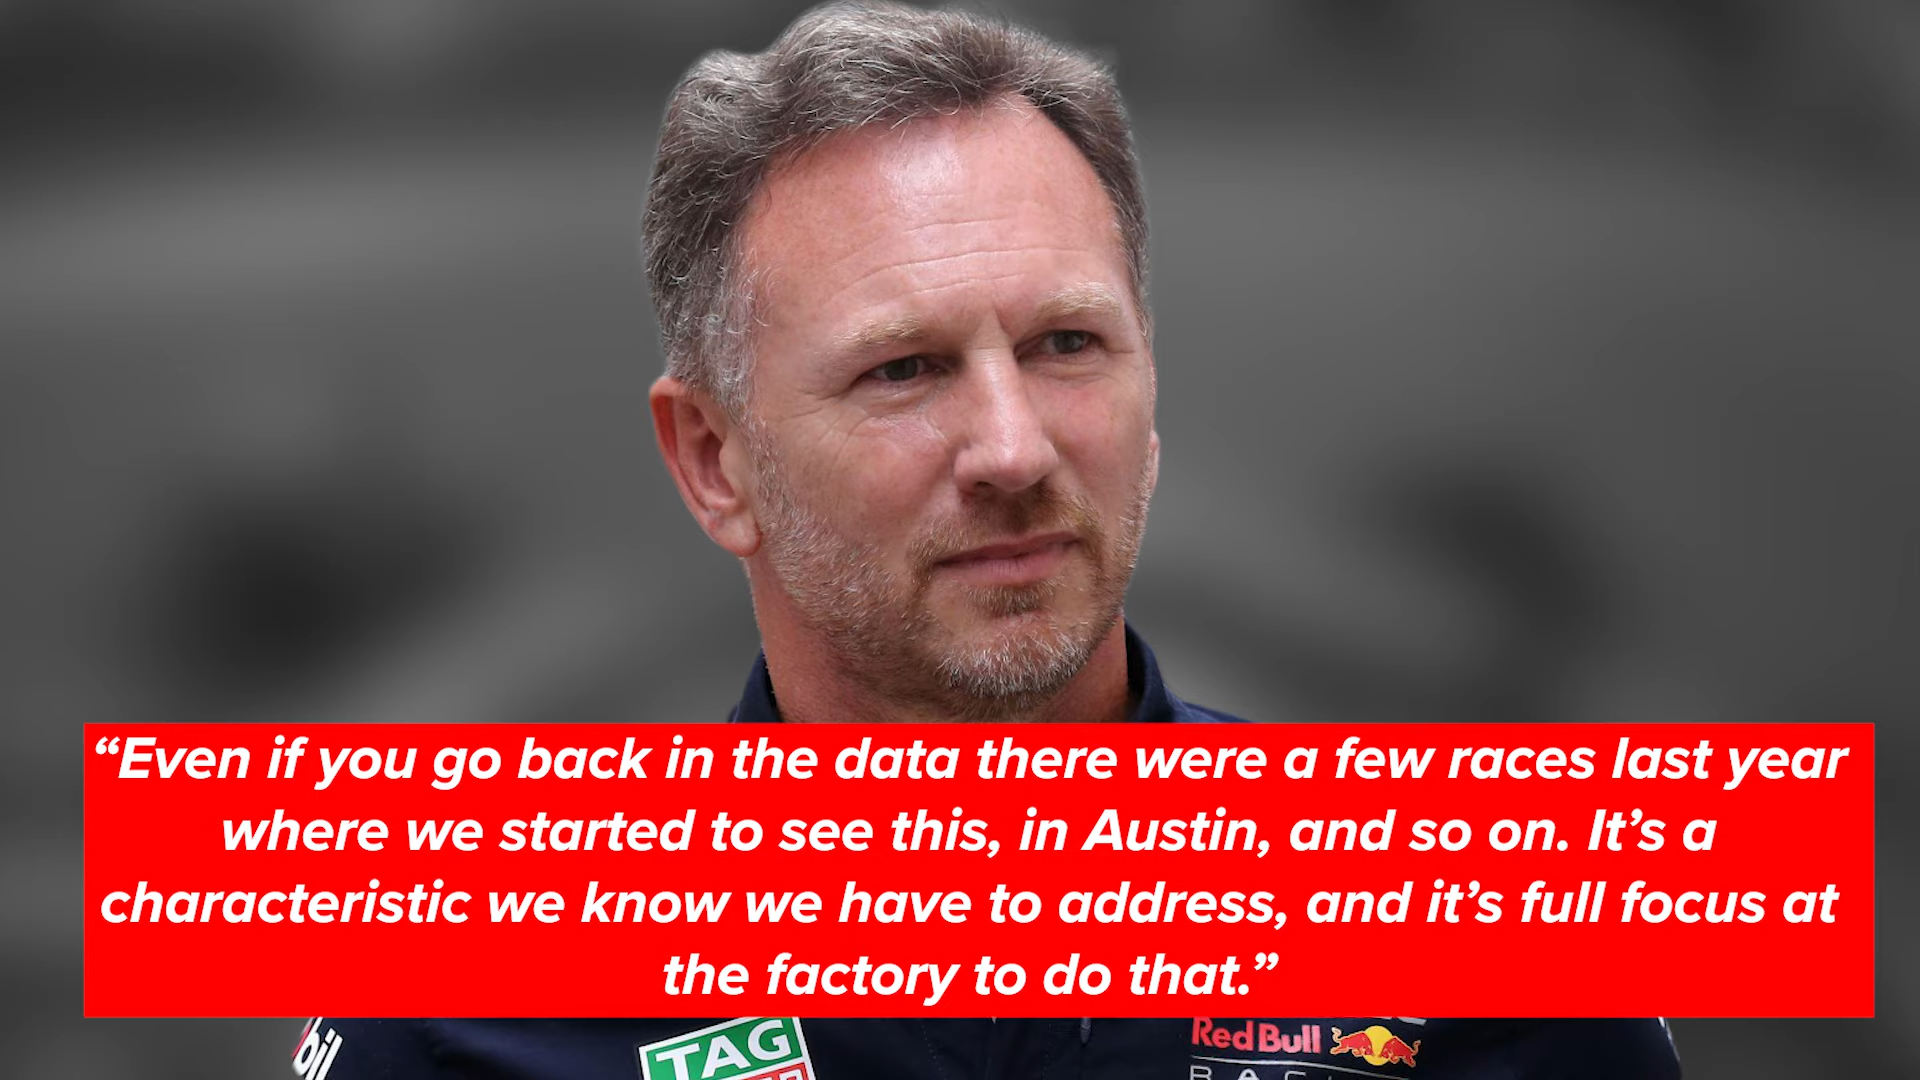 “Even if you go back in the data there were a few races last year
where we started to see this, in Austin, and so on. It’s a
characteristic we know we have to address, and it’s full focus at
the factory to do that.”
bil
TAG
Red Bull